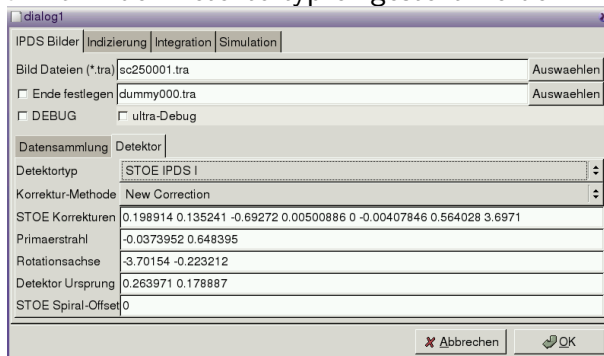 dialog1
IPDS Bilder Indizierung Integration Simulation
Bild Dateien (*.tra) sc250001.tra Auswaehlen
Ende festlegen dummy000.tra Auswaehlen
DEBUG ultra-Debug
Datensammlung Detektor
Detektortyp STOE IPDS I
Korrektur-Methode New Correction
STOE Korrekturen 0.198914 0.135241 -0.69272 0.00500886 0 -0.00407846 0.564028 3.6971
Primaerstrahl -0.0373952 0.648395
Rotationsachse -3.70154 -0.223212
Detektor Ursprung 0.263971 0.178887
STOE Spiral-Offset 0
Abbrechen OK